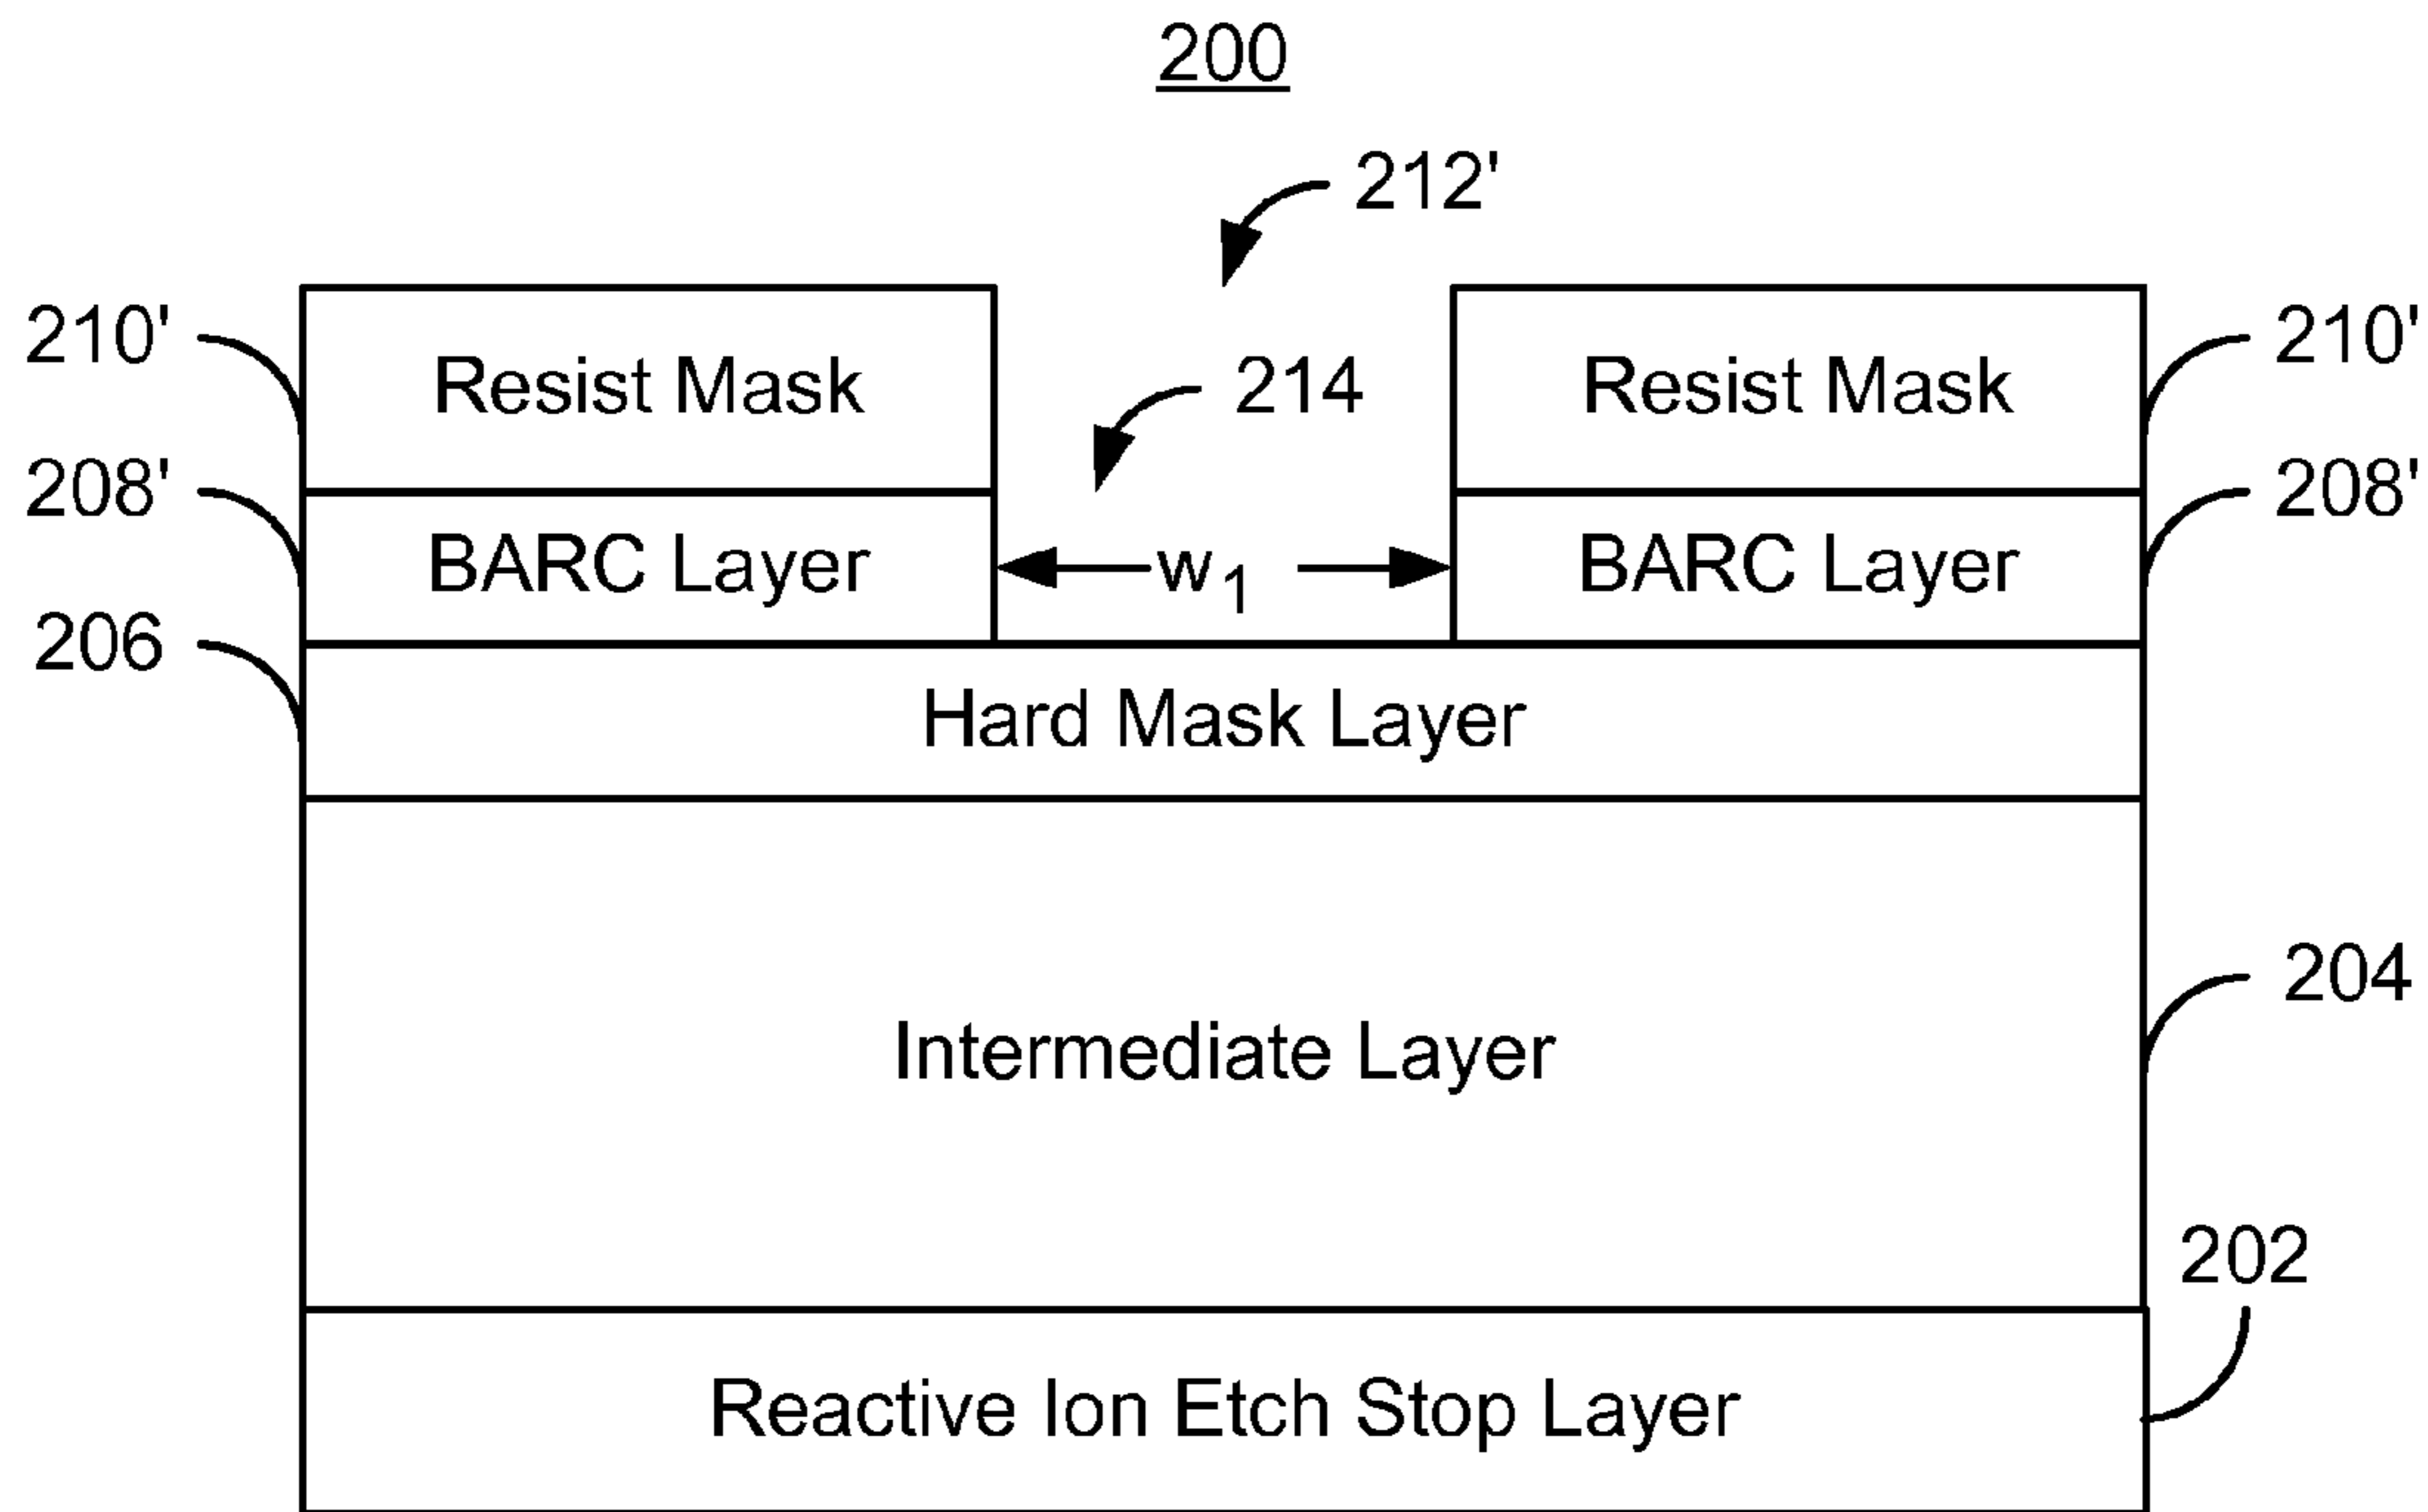 200
212'
210'
Resist Mask
214
Resist Mask
210'
208'
BARC Layer
w1
BARC Layer
208'
206
Hard Mask Layer
204
Intermediate Layer
202
Reactive Ion Etch Stop Layer